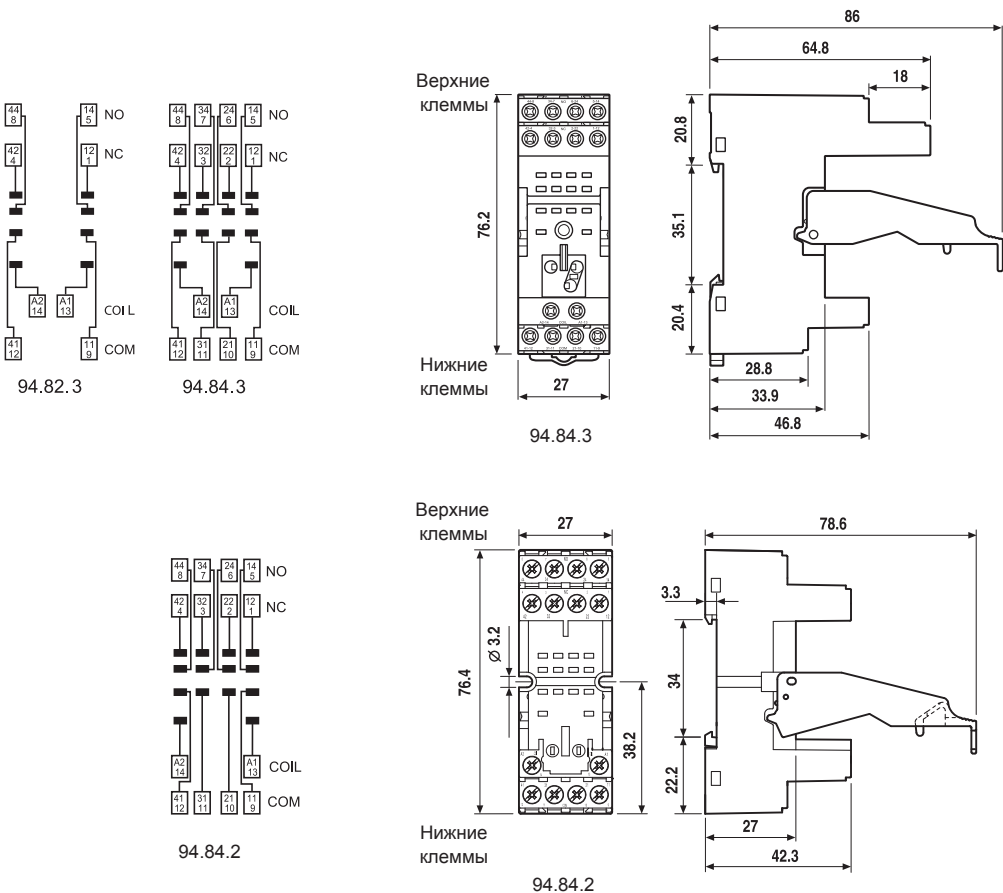 44 8
14 5
NO
42 4
12 1
NC
A2 14
A1 13
COIL
41 12
11 9
COM
94.82.3
44 8
34 7
24 6
14 5
NO
42 4
32 3
22 2
12 1
NC
A2 14
A1 13
COIL
41 12
31 11
21 10
11 9
COM
94.84.3
Верхние
клеммы
76.2
Нижние
клеммы
27
94.84.3
86
64.8
18
20.8
35.1
20.4
28.8
33.9
46.8
44 8
34 7
24 6
14 5
NO
42 4
32 3
22 2
12 1
NC
A2 14
A1 13
COIL
41 12
31 11
21 10
11 9
COM
94.84.2
Верхние
клеммы
27
76.4
Ø 3.2
38.2
Нижние
клеммы
94.84.2
78.6
3.3
34
22.2
27
42.3